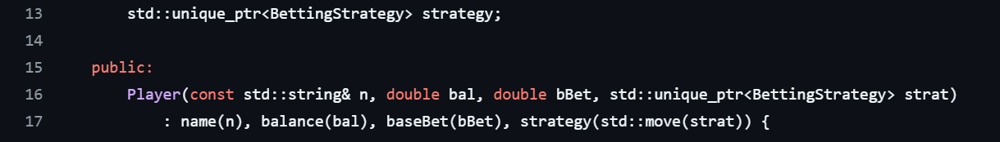 13 std::unique_ptr<BettingStrategy> strategy;
14
15 public:
16 Player(const std::string& n, double bal, double bBet, std::unique_ptr<BettingStrategy> strat)
17 : name(n), balance(bal), baseBet(bBet), strategy(std::move(strat)) {